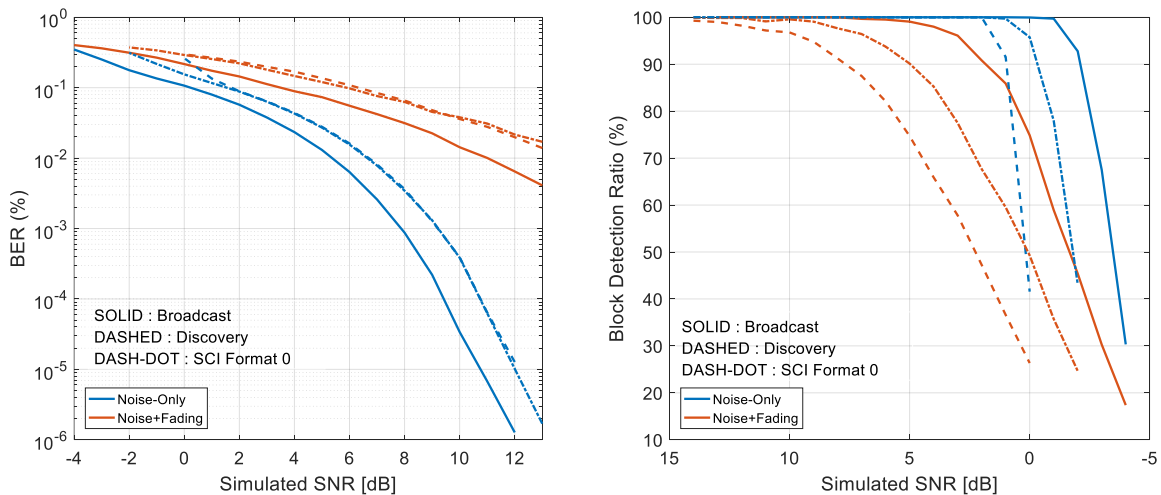 10^0
10^-1
10^-2
10^-3
10^-4
10^-5
10^-6
BER (%)
SOLID : Broadcast
DASHED : Discovery
DASH-DOT : SCI Format 0
Noise-Only
Noise+Fading
-4 -2 0 2 4 6 8 10 12
Simulated SNR [dB]
100
90
80
70
60
50
40
30
20
10
Block Detection Ratio (%)
SOLID : Broadcast
DASHED : Discovery
DASH-DOT : SCI Format 0
Noise-Only
Noise+Fading
15 10 5 0 -5
Simulated SNR [dB]